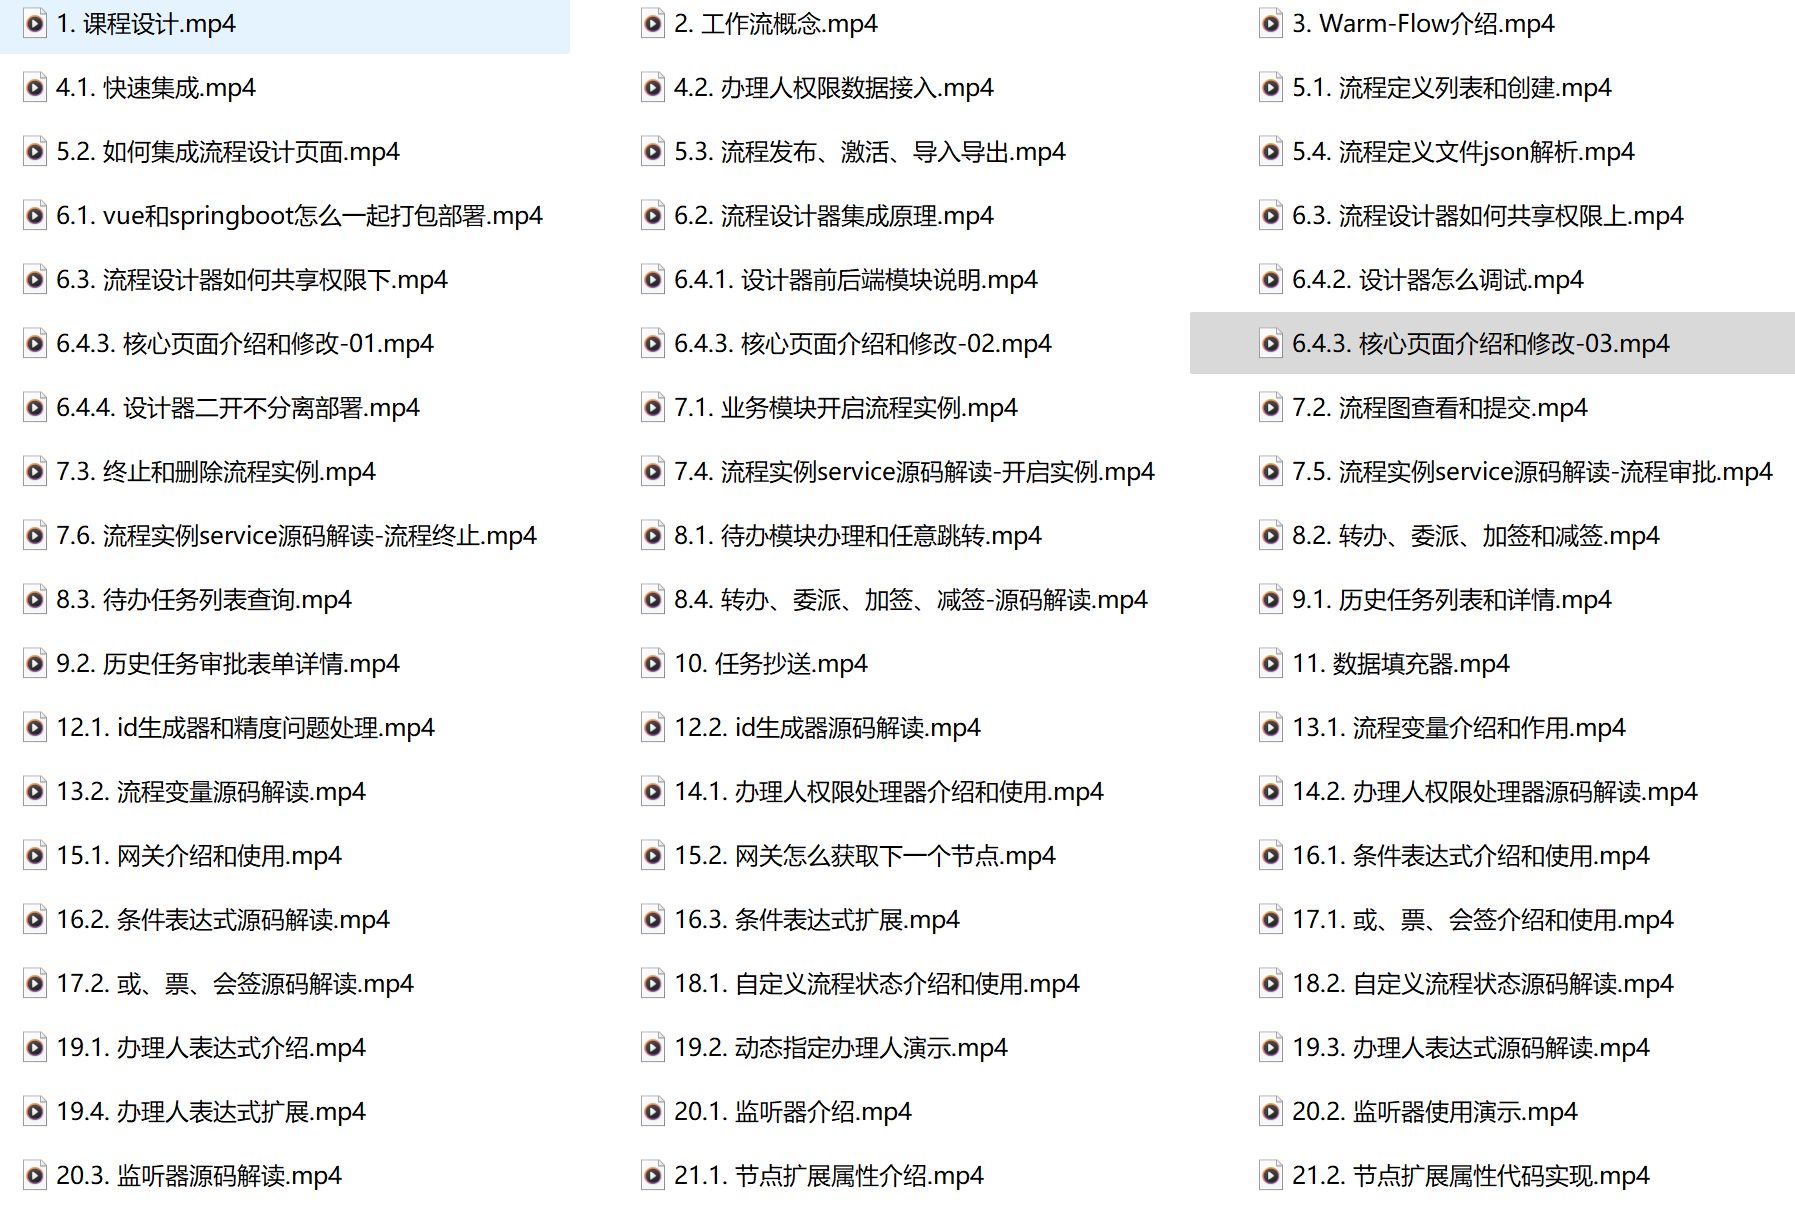 1. 课程设计.mp4
2. 工作流概念.mp4
3. Warm-Flow介绍.mp4
4.1. 快速集成.mp4
4.2. 办理人权限数据接入.mp4
5.1. 流程定义列表和创建.mp4
5.2. 如何集成流程设计页面.mp4
5.3. 流程发布、激活、导入导出.mp4
5.4. 流程定义文件json解析.mp4
6.1. vue和springboot怎么一起打包部署.mp4
6.2. 流程设计器集成原理.mp4
6.3. 流程设计器如何共享权限上.mp4
6.3. 流程设计器如何共享权限下.mp4
6.4.1. 设计器前后端模块说明.mp4
6.4.2. 设计器怎么调试.mp4
6.4.3. 核心页面介绍和修改-01.mp4
6.4.3. 核心页面介绍和修改-02.mp4
6.4.3. 核心页面介绍和修改-03.mp4
6.4.4. 设计器二开不分离部署.mp4
7.1. 业务模块开启流程实例.mp4
7.2. 流程图查看和提交.mp4
7.3. 终止和删除流程实例.mp4
7.4. 流程实例service源码解读-开启实例.mp4
7.5. 流程实例service源码解读-流程审批.mp4
7.6. 流程实例service源码解读-流程终止.mp4
8.1. 待办模块办理和任意跳转.mp4
8.2. 转办、委派、加签和减签.mp4
8.3. 待办任务列表查询.mp4
8.4. 转办、委派、加签、减签-源码解读.mp4
9.1. 历史任务列表和详情.mp4
9.2. 历史任务审批表单详情.mp4
10. 任务抄送.mp4
11. 数据填充器.mp4
12.1. id生成器和精度问题处理.mp4
12.2. id生成器源码解读.mp4
13.1. 流程变量介绍和作用.mp4
13.2. 流程变量源码解读.mp4
14.1. 办理人权限处理器介绍和使用.mp4
14.2. 办理人权限处理器源码解读.mp4
15.1. 网关介绍和使用.mp4
15.2. 网关怎么获取下一个节点.mp4
16.1. 条件表达式介绍和使用.mp4
16.2. 条件表达式源码解读.mp4
16.3. 条件表达式扩展.mp4
17.1. 或、票、会签介绍和使用.mp4
17.2. 或、票、会签源码解读.mp4
18.1. 自定义流程状态介绍和使用.mp4
18.2. 自定义流程状态源码解读.mp4
19.1. 办理人表达式介绍.mp4
19.2. 动态指定办理人演示.mp4
19.3. 办理人表达式源码解读.mp4
19.4. 办理人表达式扩展.mp4
20.1. 监听器介绍.mp4
20.2. 监听器使用演示.mp4
20.3. 监听器源码解读.mp4
21.1. 节点扩展属性介绍.mp4
21.2. 节点扩展属性代码实现.mp4